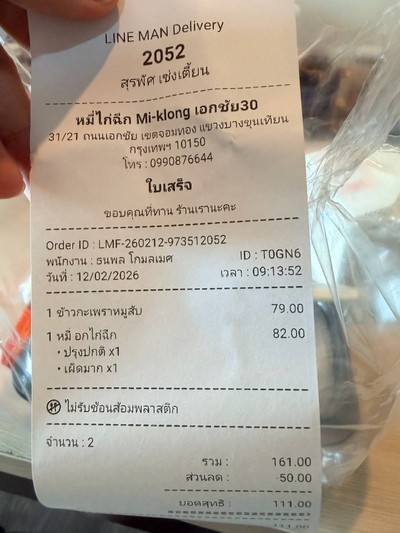 LINE MAN Delivery
2052
สุรพัศ เซ่งเตี้ยน
หมี่ไก่ฉีก Mi-klong เอกชัย30
31/21 ถนนเอกชัย เขตจอมทอง แขวงบางขุนเทียน
กรุงเทพฯ 10150
โทร : 0990876644
ใบเสร็จ
ขอบคุณที่ทาน ร้านเรานะคะ
Order ID : LMF-260212-973512052
พนักงาน : ธนพล โกมลเมศ ID : T0GN6
วันที่ : 12/02/2026 เวลา : 09:13:52
1 ข้าวกะเพราหมูสับ 79.00
1 หมี่ อกไก่ฉีก 82.00
• ปรุงปกติ x1
• เผ็ดมาก x1
ไม่รับช้อนส้อมพลาสติก
จำนวน : 2
รวม : 161.00
ส่วนลด : -50.00
ยอดสุทธิ : 111.00
111.00